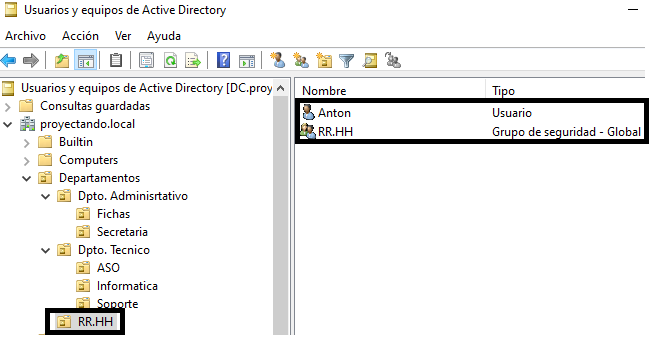 Usuarios y equipos de Active Directory
Archivo Acción Ver Ayuda
Usuarios y equipos de Active Directory [DC.proy
Consultas guardadas
proyectando.local
Builtin
Computers
Departamentos
Dpto. Adminisrtativo
Fichas
Secretaria
Dpto. Tecnico
ASO
Informatica
Soporte
RR.HH
Nombre Tipo
Anton Usuario
RR.HH Grupo de seguridad - Global